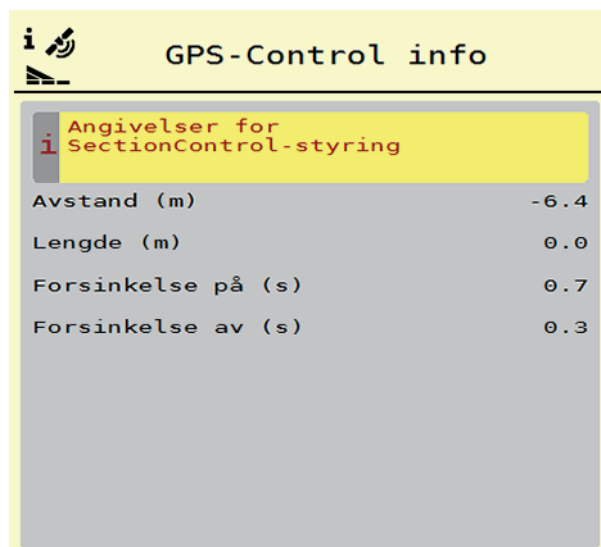 i
GPS-Control info
i
Angivelser for
SectionControl-styring
Avstand (m) -6.4
Lengde (m) 0.0
Forsinkelse på (s) 0.7
Forsinkelse av (s) 0.3